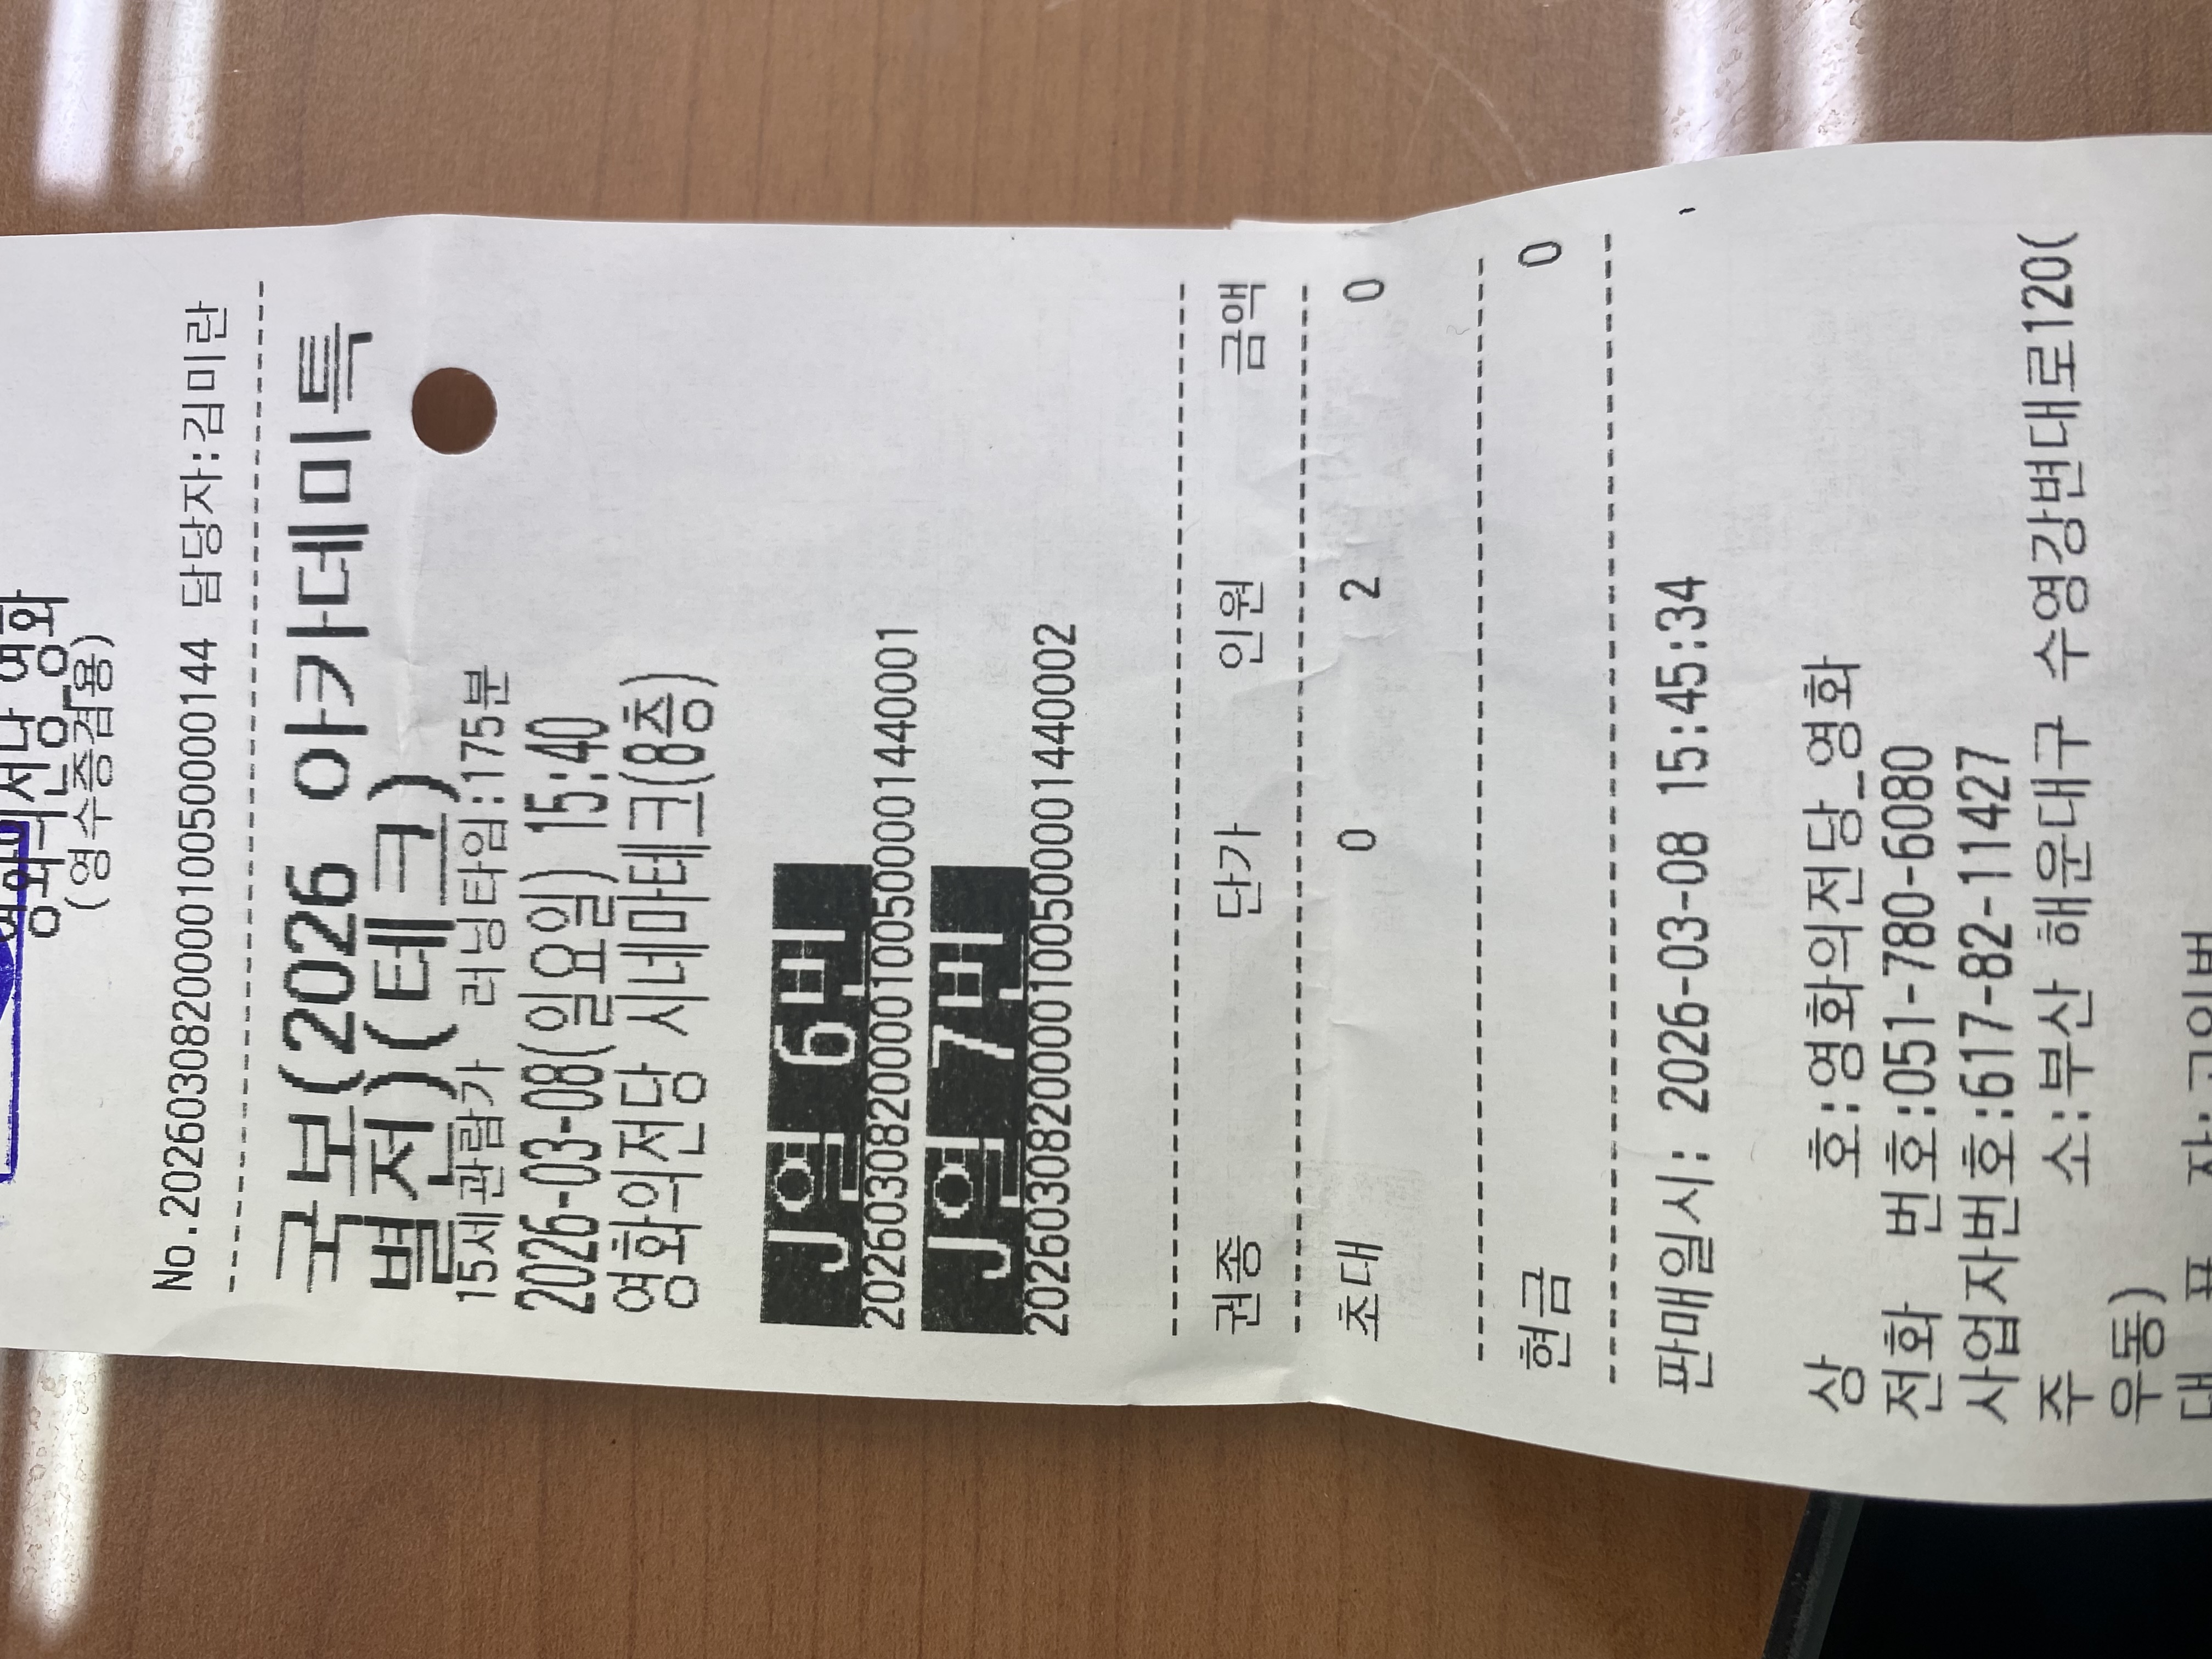 영화의전당 영화
(영수증겸용)
No.202603082000010050000144 담당자:김미란
국보(2026 아카데미 특
별전)(테크)
15세관람가 러닝타임:175분
2026-03-08(일요일) 15:40
영화의전당 시네마테크(8층)
J열 6번
20260308200001005000001440001
J열 7번
20260308200001005000001440002
권종 단가 인원 금액
초대 0 2 0
현금 0
판매일시: 2026-03-08 15:45:34
상 호:영화의전당_영화
전화 번호:051-780-6080
사업자번호:617-82-11427
주 소:부산 해운대구 수영강변대로120(
우동)
대 표 자: